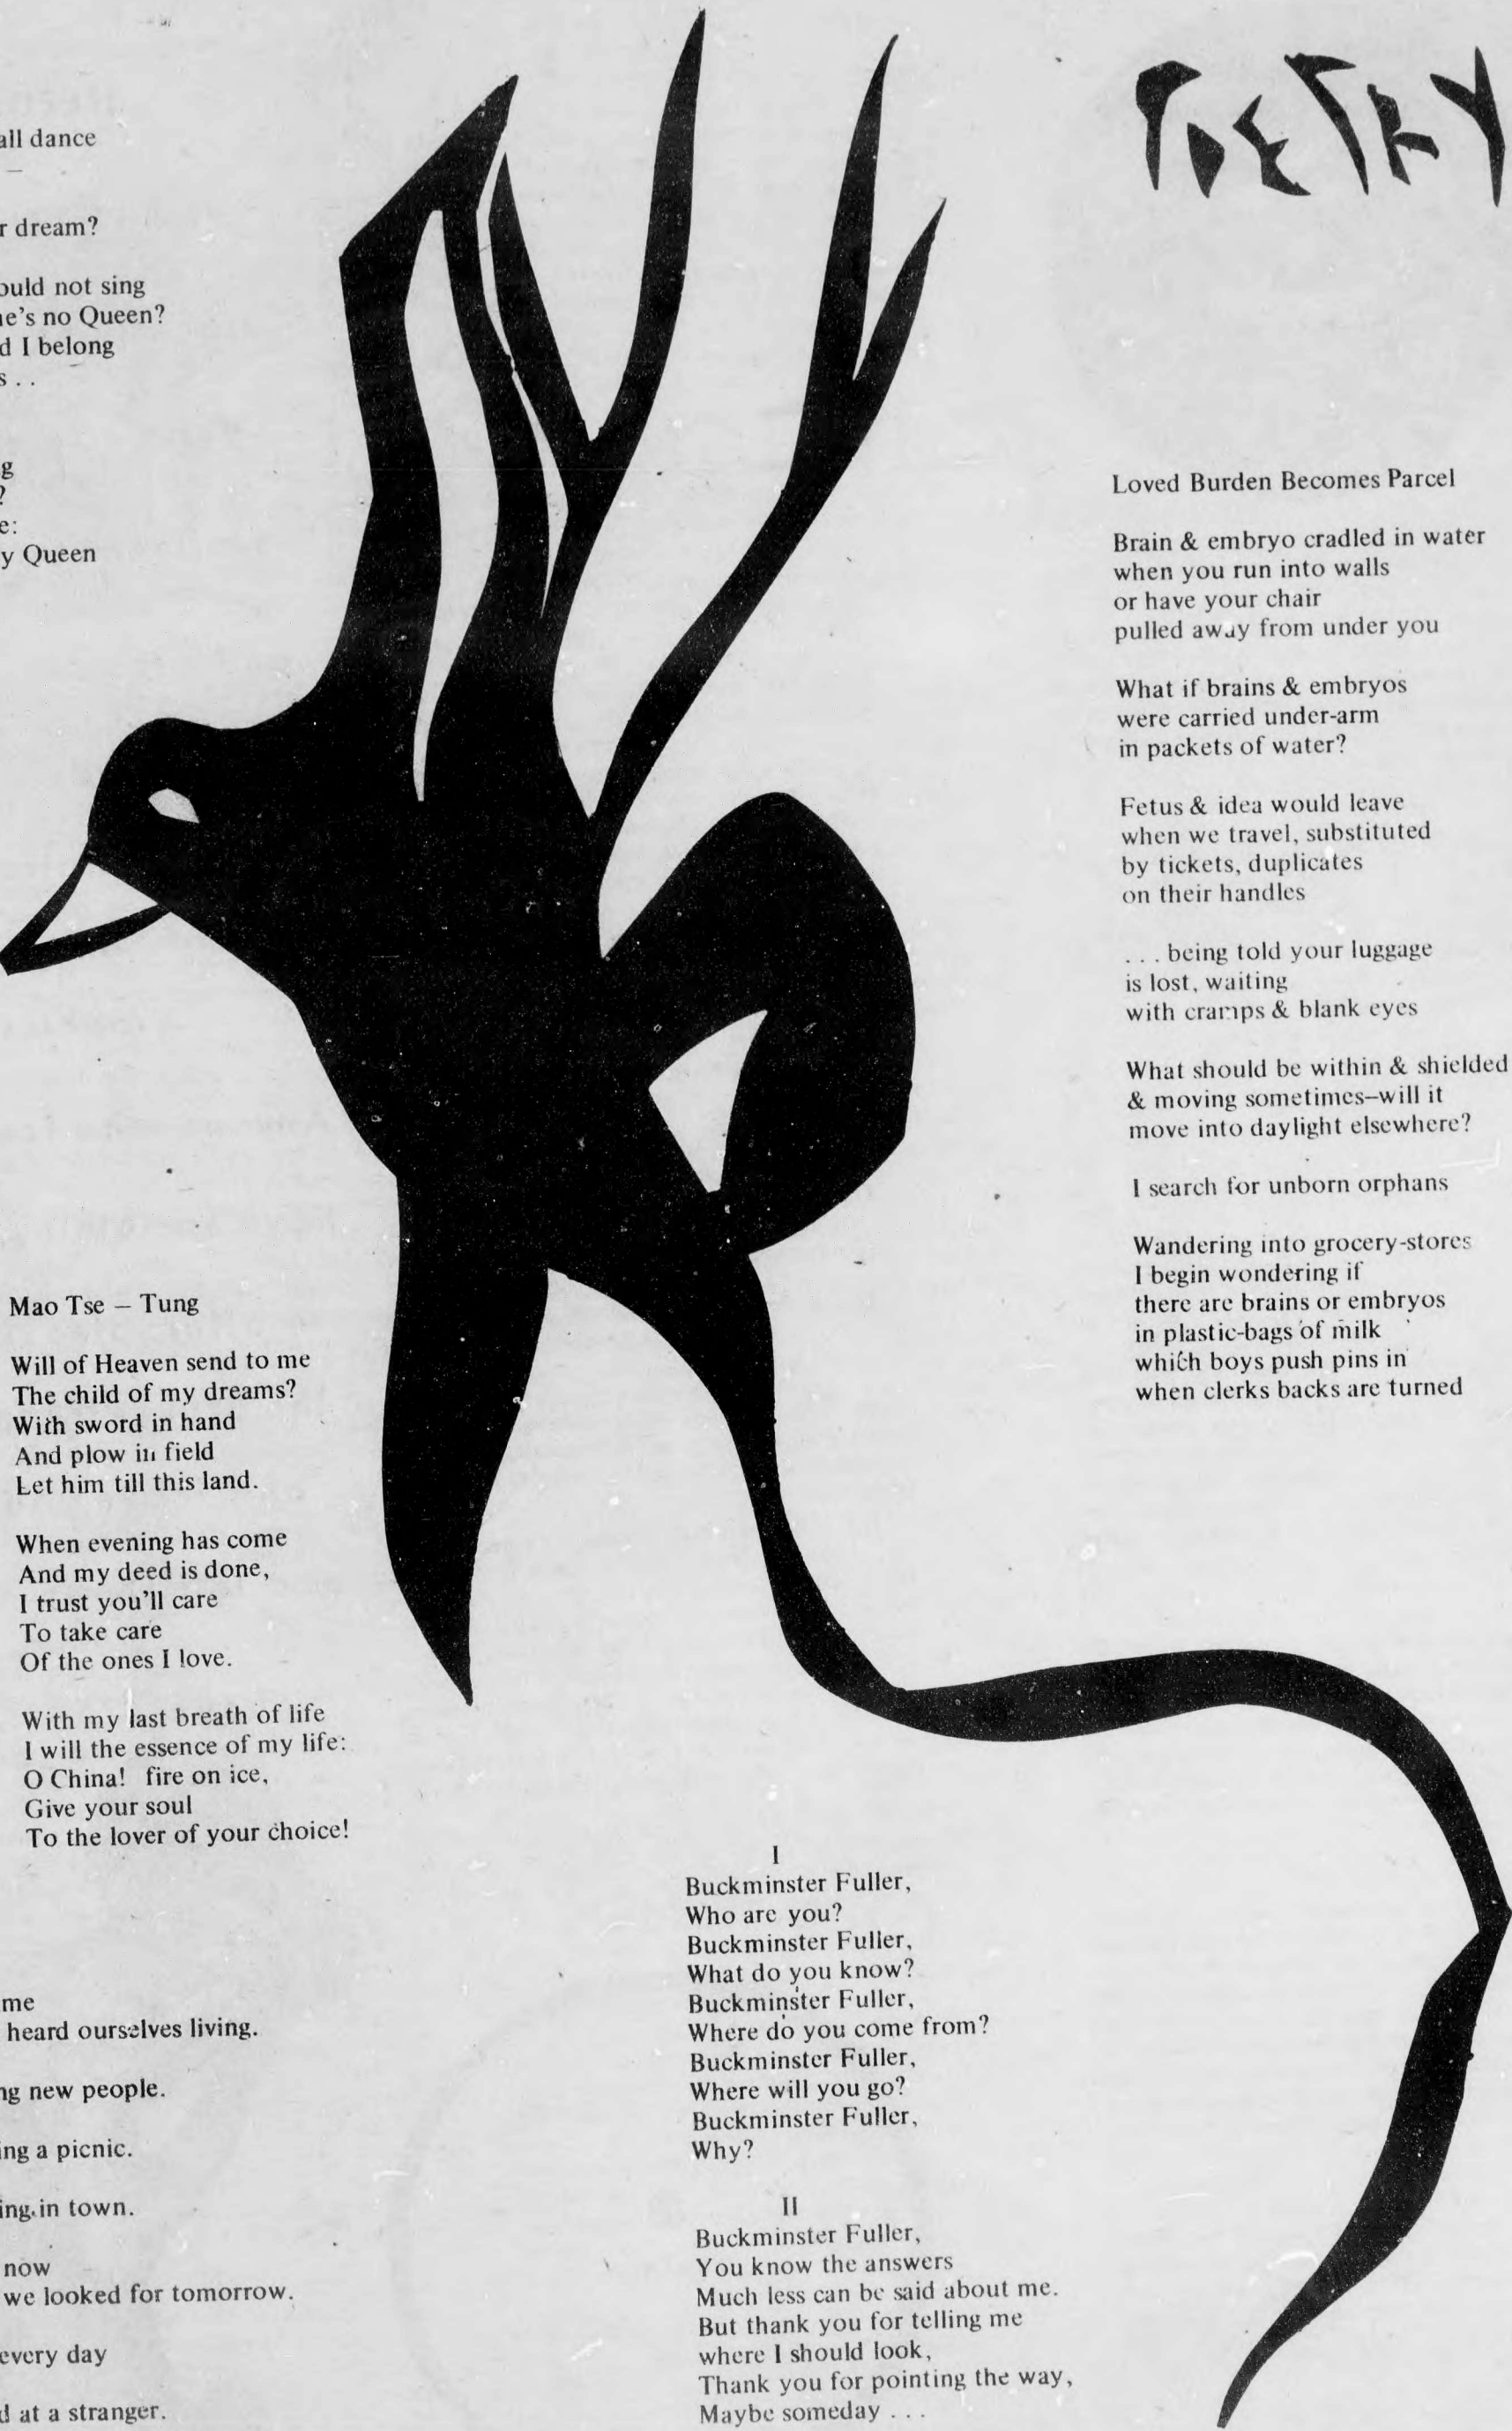 POETRY
all dance
–
r dream?
ould not sing
e's no Queen?
d I belong
s . .
g
?
e:
y Queen
Mao Tse – Tung
Will of Heaven send to me
The child of my dreams?
With sword in hand
And plow in field
Let him till this land.
When evening has come
And my deed is done,
I trust you'll care
To take care
Of the ones I love.
With my last breath of life
I will the essence of my life:
O China! fire on ice,
Give your soul
To the lover of your choice!
me
heard ourselves living.
ng new people.
ing a picnic.
ing in town.
now
we looked for tomorrow.
every day
d at a stranger.
I
Buckminster Fuller,
Who are you?
Buckminster Fuller,
What do you know?
Buckminster Fuller,
Where do you come from?
Buckminster Fuller,
Where will you go?
Buckminster Fuller,
Why?
II
Buckminster Fuller,
You know the answers
Much less can be said about me.
But thank you for telling me
where I should look,
Thank you for pointing the way,
Maybe someday . . .
Loved Burden Becomes Parcel
Brain & embryo cradled in water
when you run into walls
or have your chair
pulled away from under you
What if brains & embryos
were carried under-arm
in packets of water?
Fetus & idea would leave
when we travel, substituted
by tickets, duplicates
on their handles
. . . being told your luggage
is lost, waiting
with cramps & blank eyes
What should be within & shielded
& moving sometimes–will it
move into daylight elsewhere?
I search for unborn orphans
Wandering into grocery-stores
I begin wondering if
there are brains or embryos
in plastic-bags of milk
which boys push pins in
when clerks backs are turned